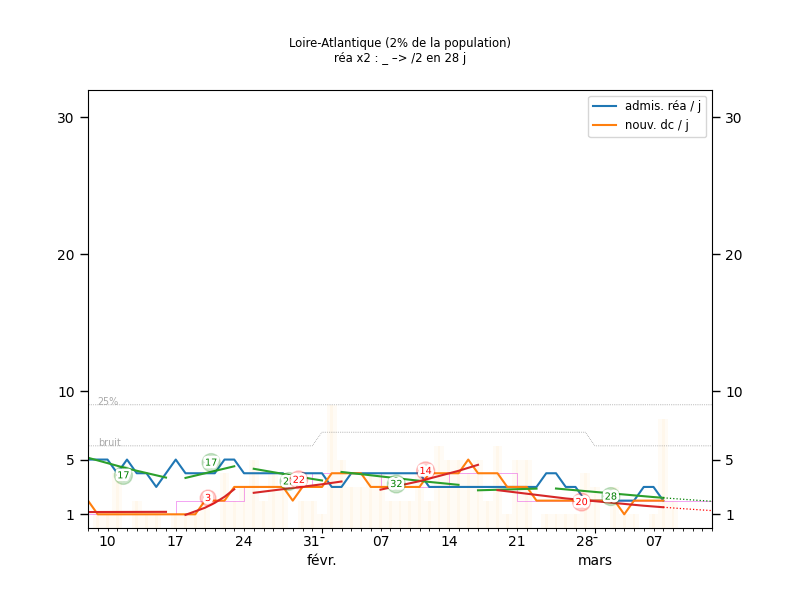 Loire-Atlantique (2% de la population)
réa x2 : _ –> /2 en 28 j
admis. réa / j
nouv. dc / j
30 30
20 20
10 10
25%
bruit
5 5
17 17 22 14
32 28
3 20
1 1
10 17 24 31 07 14 21 28 07
févr. mars